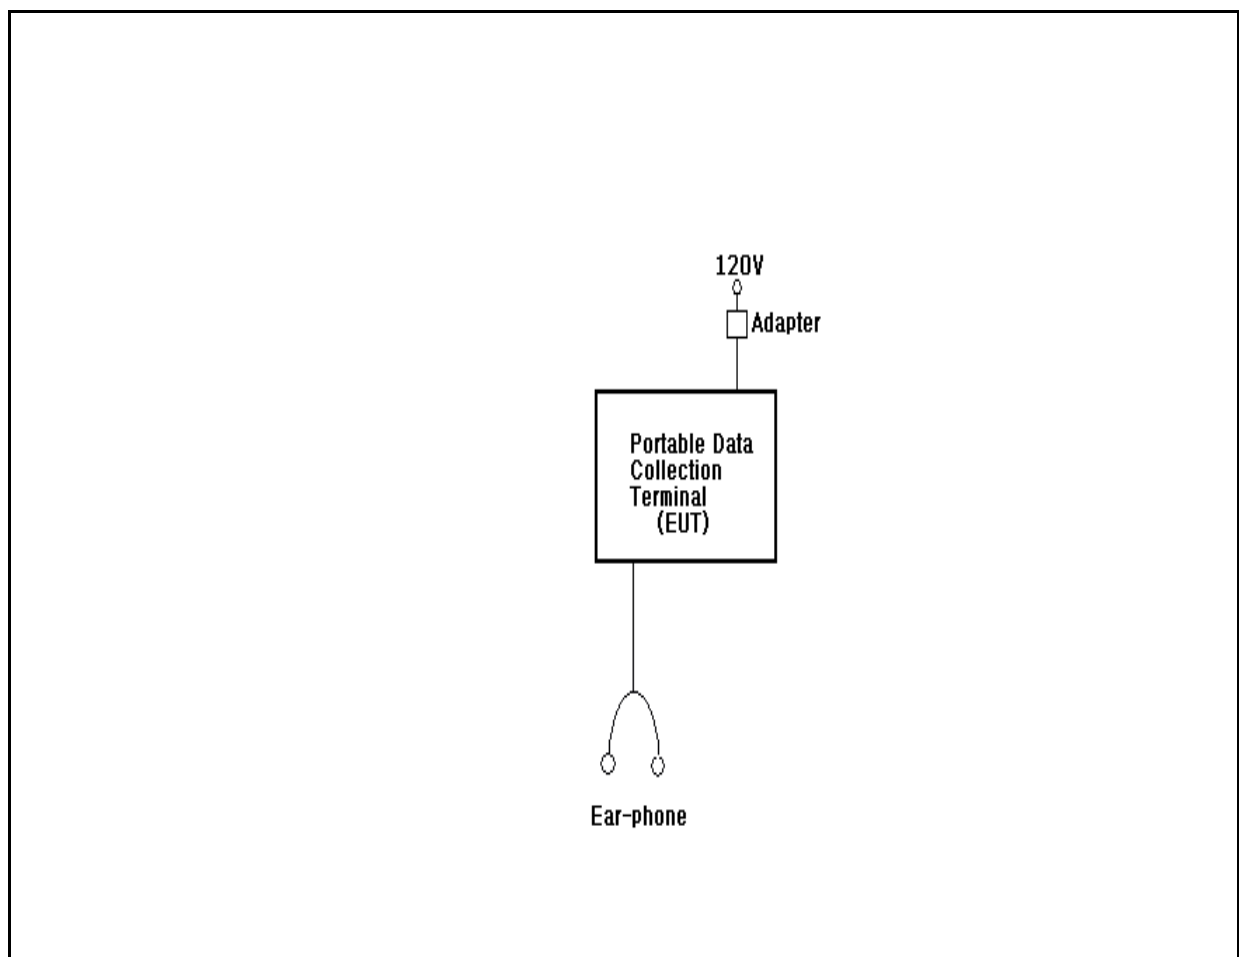 120V
Adapter
Portable Data
Collection
Terminal
(EUT)
Ear-phone